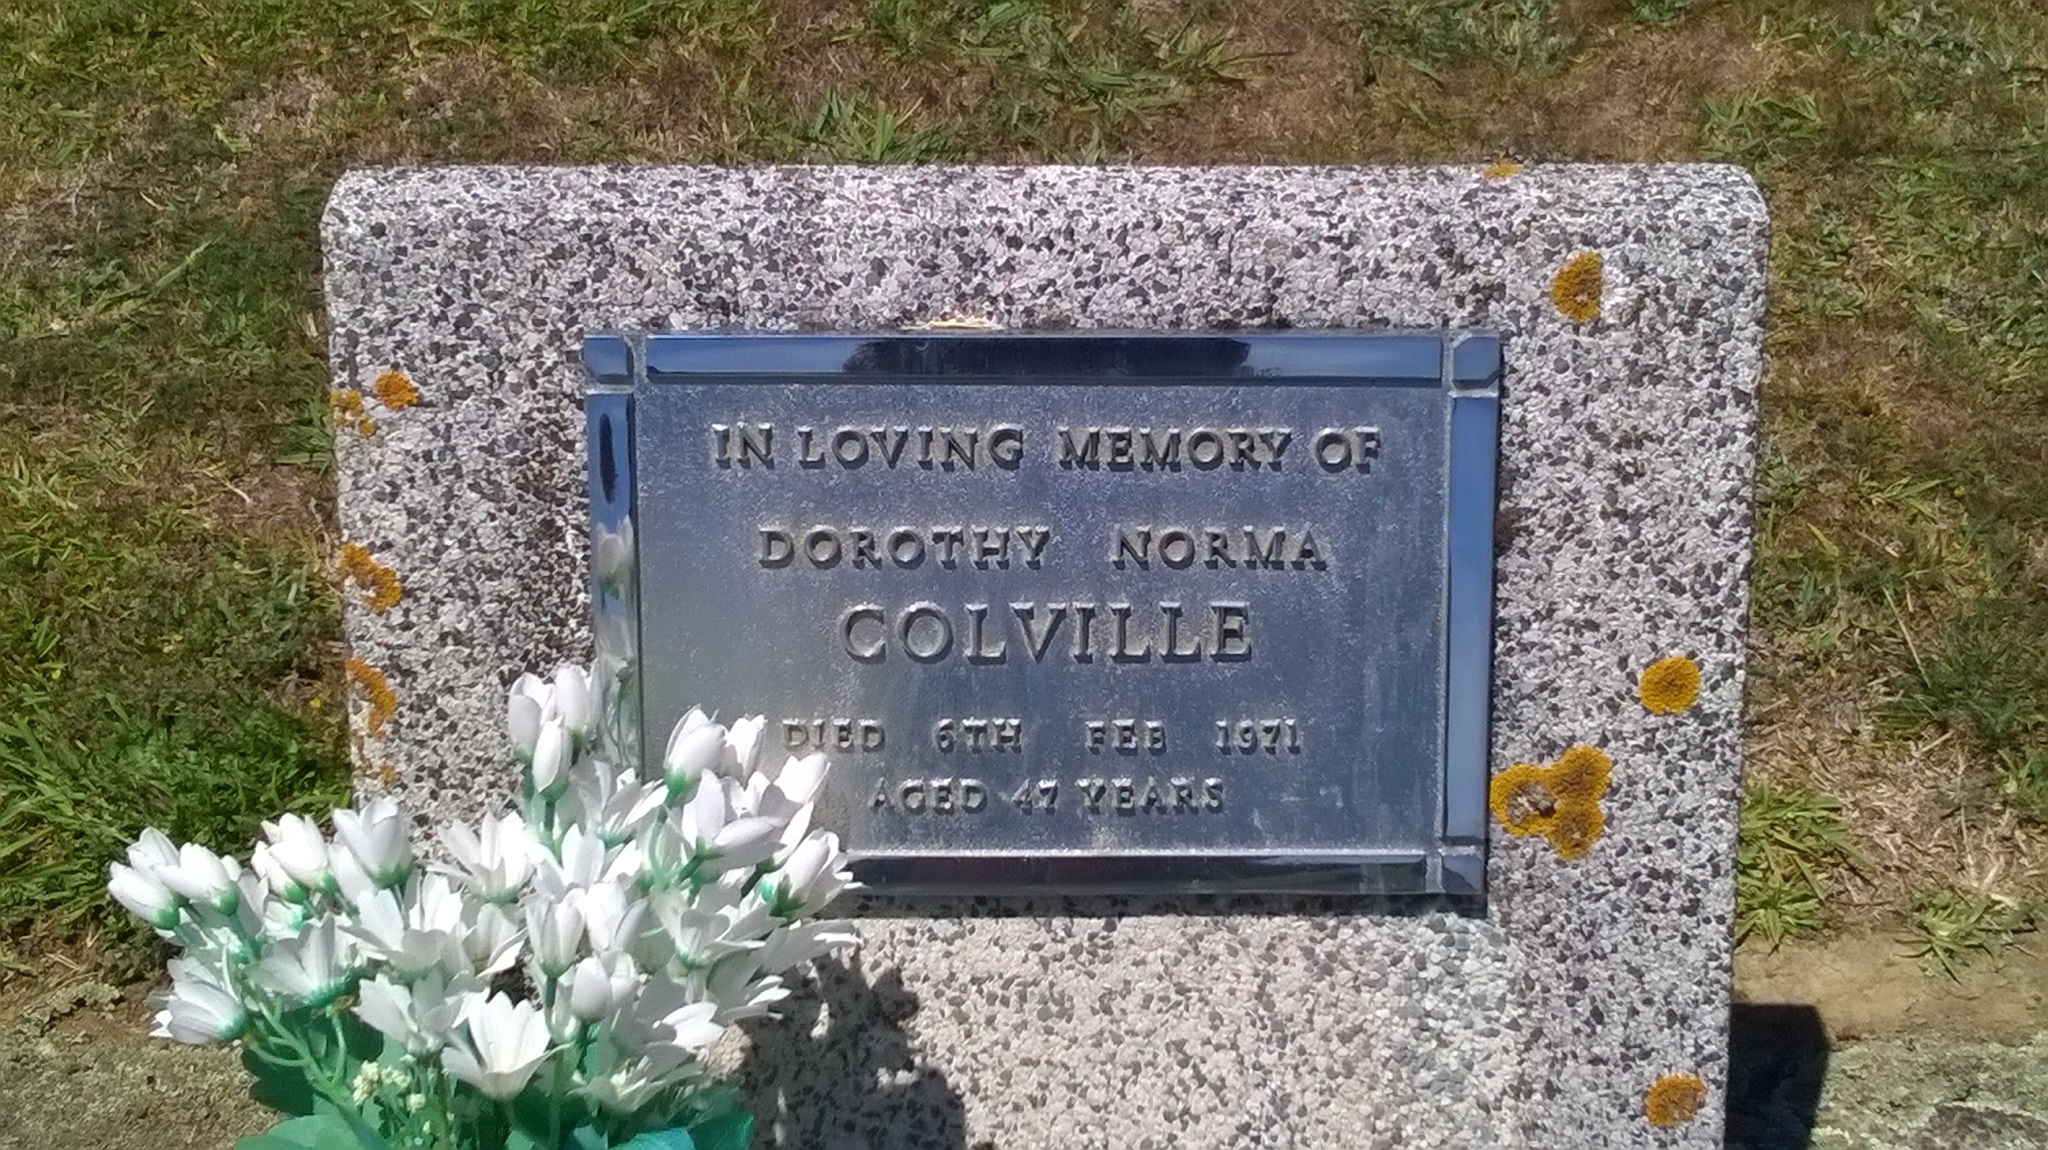 IN LOVING MEMORY OF
DOROTHY NORMA
COLVILLE
DIED 6TH FEB 1971
AGED 47 YEARS